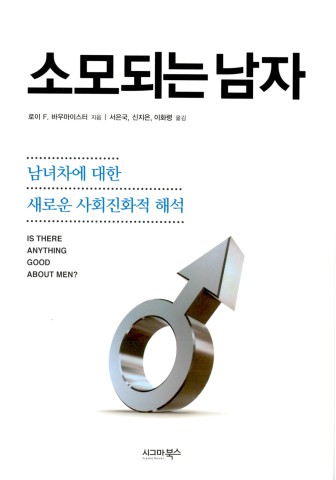 소모되는 남자
로이 F. 바우마이스터 지음 | 서은국, 신지은, 이화령 옮김
남녀차에 대한
새로운 사회진화적 해석
IS THERE
ANYTHING
GOOD
ABOUT MEN?
시그마북스
Sigma Books